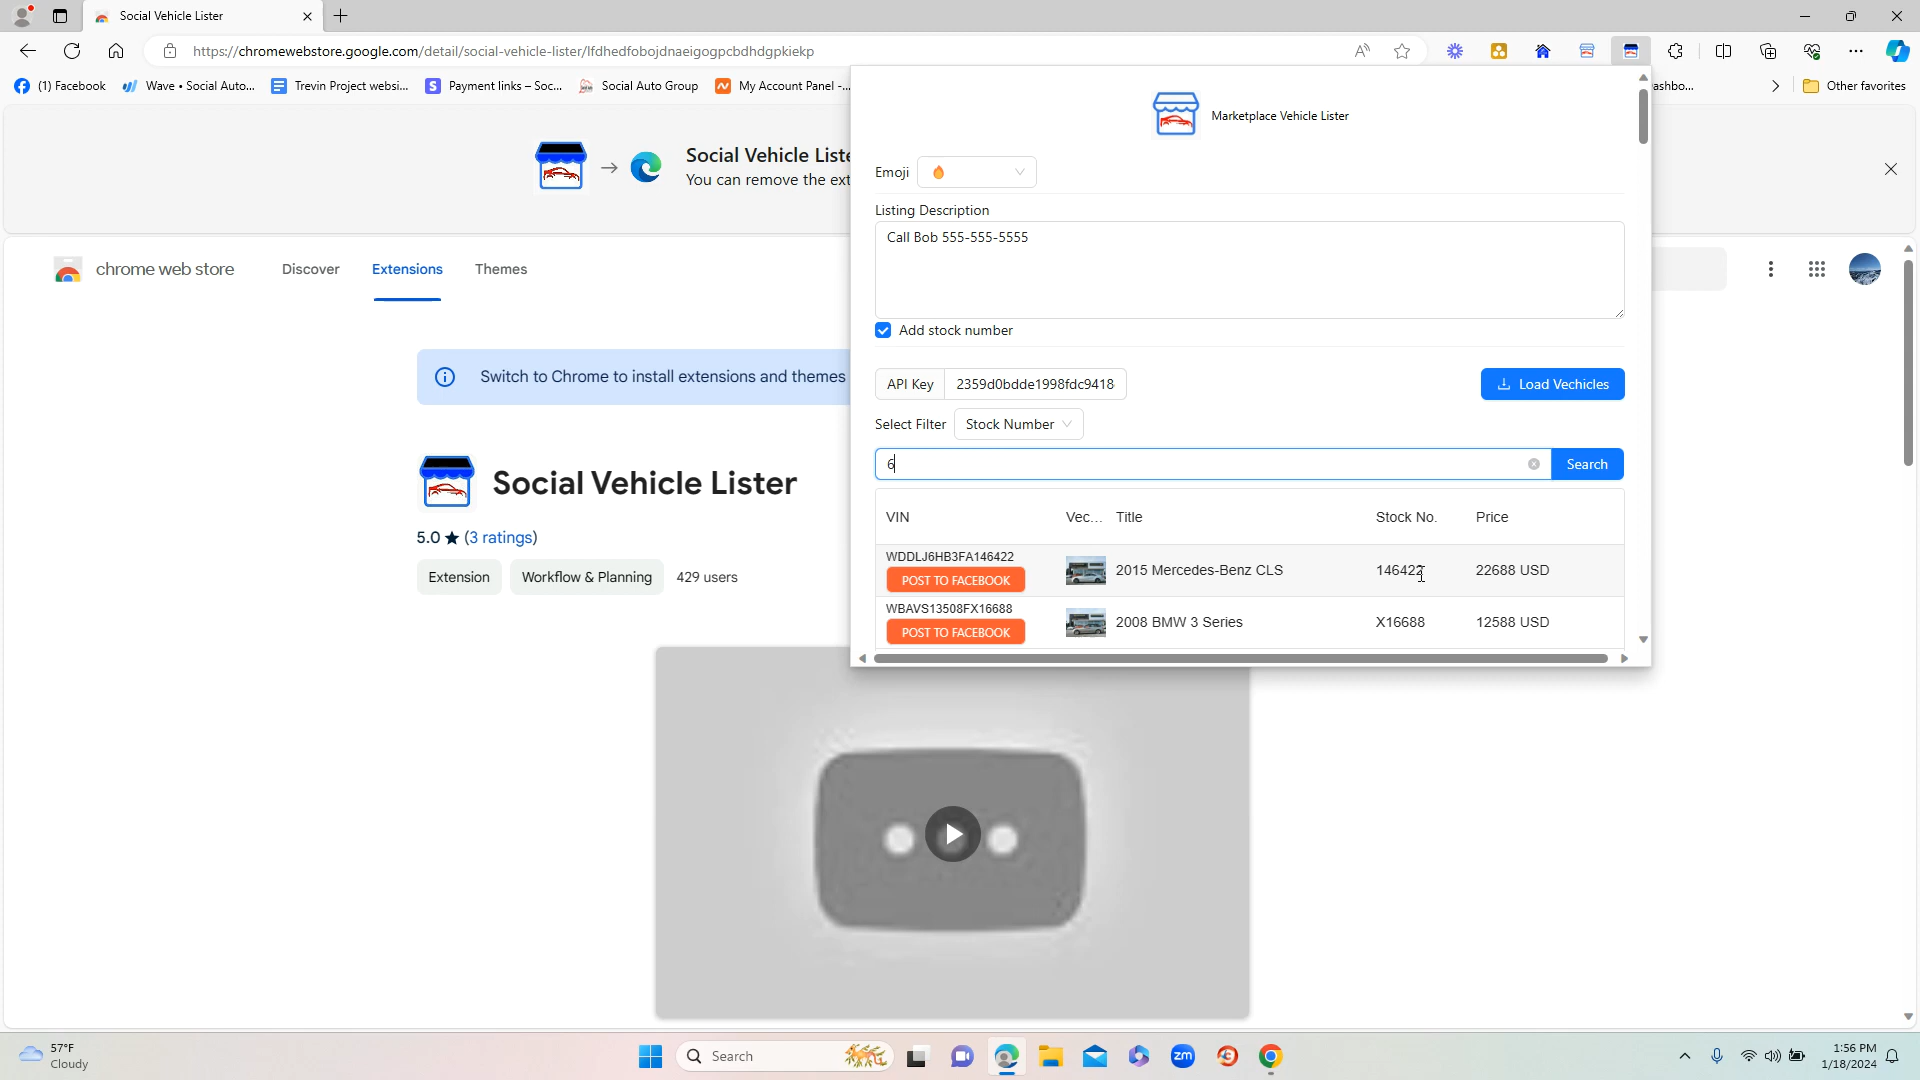 Social Vehicle Lister
https://chromewebstore.google.com/detail/social-vehicle-lister/lfdhedfobojdnaeigogpcbdhdgpkiekp
(1) Facebook
Wave • Social Auto...
Trevin Project websi...
Payment links – Soc...
Social Auto Group
My Account Panel -...
ashbo...
Other favorites
Social Vehicle Liste
You can remove the ext
chrome web store
Discover
Extensions
Themes
Switch to Chrome to install extensions and themes
Social Vehicle Lister
5.0 ★ (3 ratings)
Extension
Workflow & Planning
429 users
Marketplace Vehicle Lister
Emoji
Listing Description
Call Bob 555-555-5555
Add stock number
API Key
2359d0bdde1998fdc9418
Load Vechicles
Select Filter
Stock Number
6
Search
VIN
Vec...
Title
Stock No.
Price
WDDLJ6HB3FA146422
POST TO FACEBOOK
2015 Mercedes-Benz CLS
146422
22688 USD
WBAVS13508FX16688
POST TO FACEBOOK
2008 BMW 3 Series
X16688
12588 USD
57°F
Cloudy
Search
zm
1:56 PM
1/18/2024